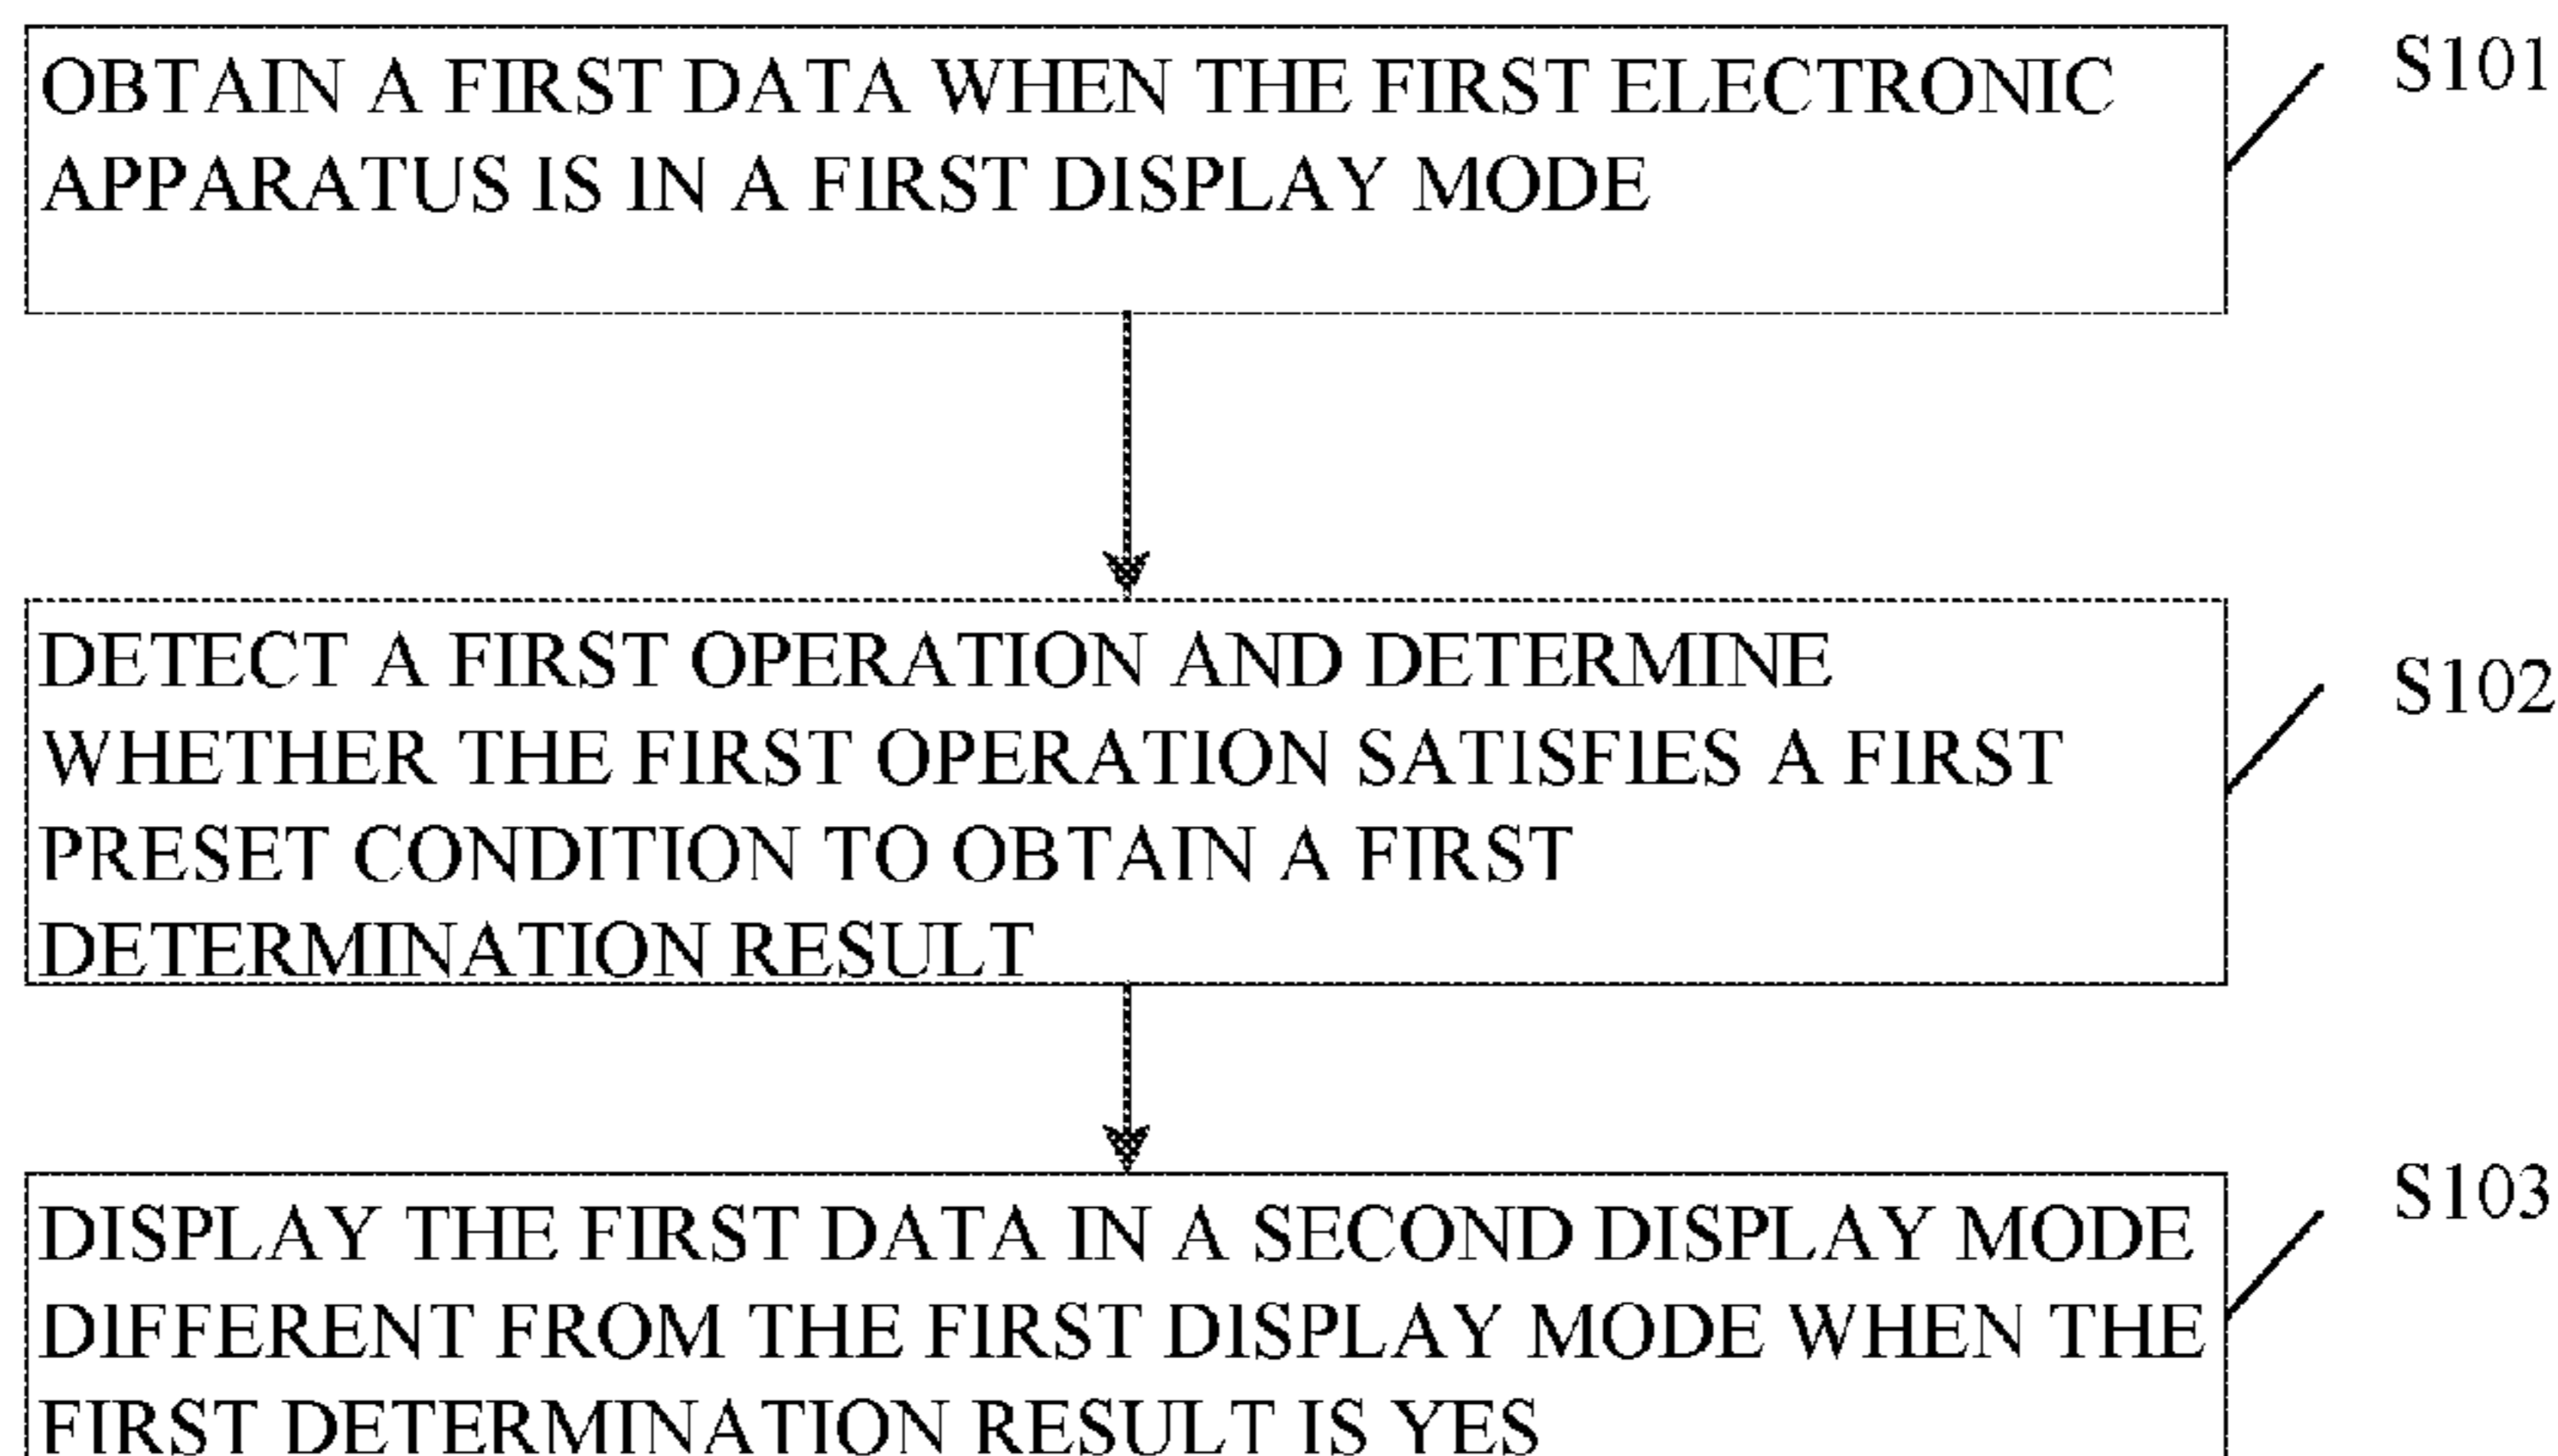 OBTAIN A FIRST DATA WHEN THE FIRST ELECTRONIC
APPARATUS IS IN A FIRST DISPLAY MODE
S101
DETECT A FIRST OPERATION AND DETERMINE
WHETHER THE FIRST OPERATION SATISFIES A FIRST
PRESET CONDITION TO OBTAIN A FIRST
DETERMINATION RESULT
S102
DISPLAY THE FIRST DATA IN A SECOND DISPLAY MODE
DIFFERENT FROM THE FIRST DISPLAY MODE WHEN THE
FIRST DETERMINATION RESULT IS YES
S103